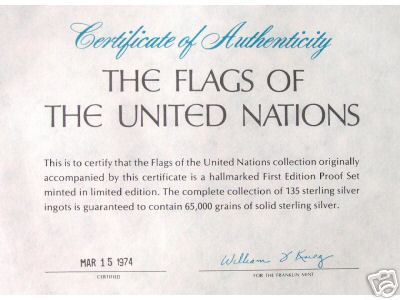 Certificate of Authenticity
THE FLAGS OF
THE UNITED NATIONS
This is to certify that the Flags of the United Nations collection originally
accompanied by this certificate is a hallmarked First Edition Proof Set
minted in limited edition. The complete collection of 135 sterling silver
ingots is guaranteed to contain 65,000 grains of solid sterling silver.
MAR 15 1974
CERTIFIED
FOR THE FRANKLIN MINT